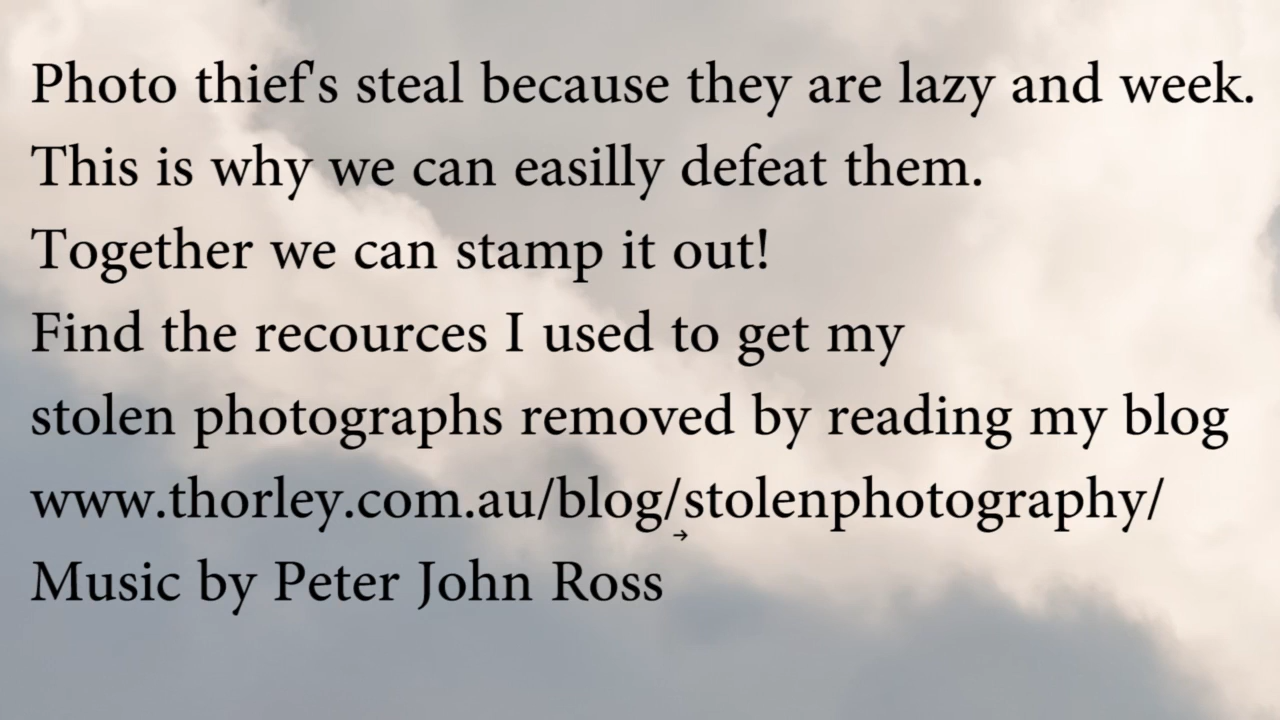 Photo thief's steal because they are lazy and week.
This is why we can easilly defeat them.
Together we can stamp it out!
Find the recources I used to get my
stolen photographs removed by reading my blog
www.thorley.com.au/blog/stolenphotography/
Music by Peter John Ross